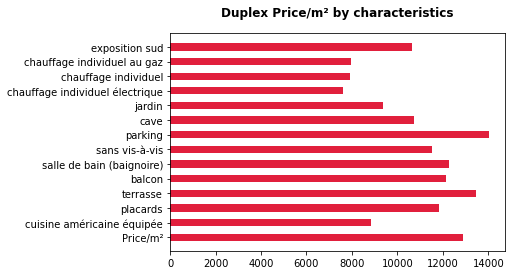 Duplex Price/m² by characteristics
exposition sud
chauffage individuel au gaz
chauffage individuel
chauffage individuel électrique
jardin
cave
parking
sans vis-à-vis
salle de bain (baignoire)
balcon
terrasse
placards
cuisine américaine équipée
Price/m²
0 2000 4000 6000 8000 10000 12000 14000